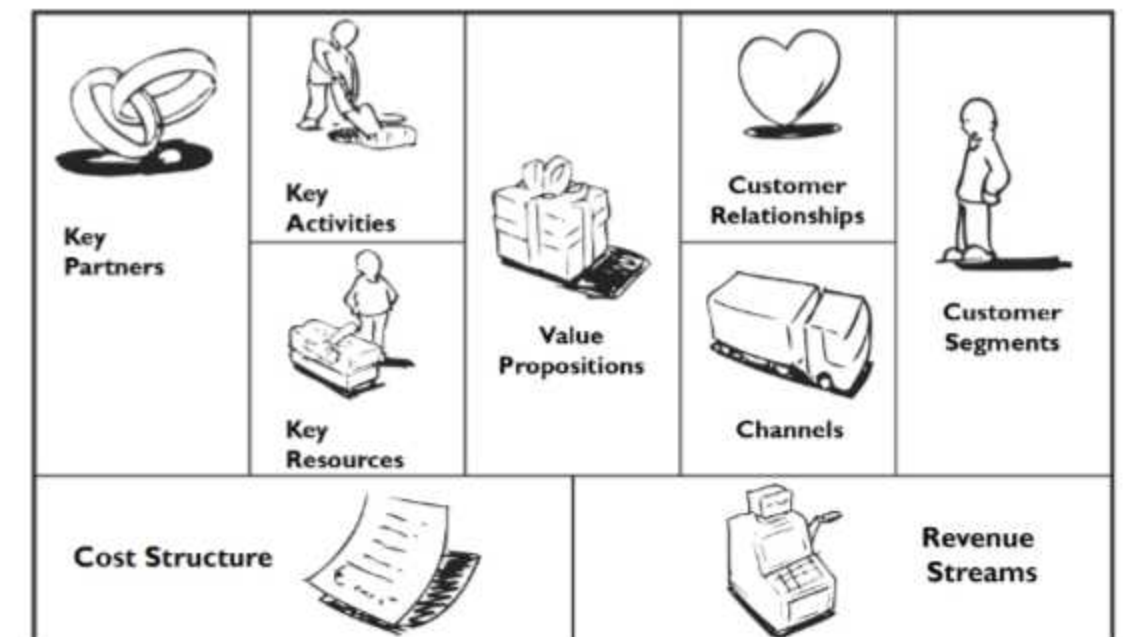 Key
Partners
Key
Activities
Key
Resources
Value
Propositions
Customer
Relationships
Channels
Customer
Segments
Cost Structure
Revenue
Streams